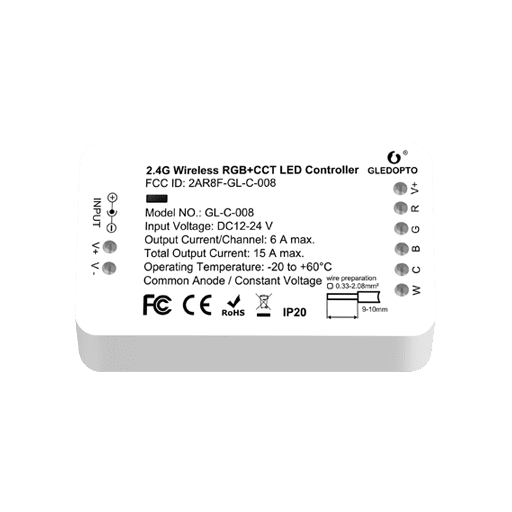 2.4G Wireless RGB+CCT LED Controller
FCC ID: 2AR8F-GL-C-008
Model NO.: GL-C-008
Input Voltage: DC12-24 V
Output Current/Channel: 6 A max.
Total Output Current: 15 A max.
Operating Temperature: -20 to +60°C
Common Anode / Constant Voltage
FC CE RoHS IP20
wire preparation
0.33-2.08mm²
9-10mm
INPUT
V+
V-
GLEDOPTO
®
V+
R
G
B
C
W